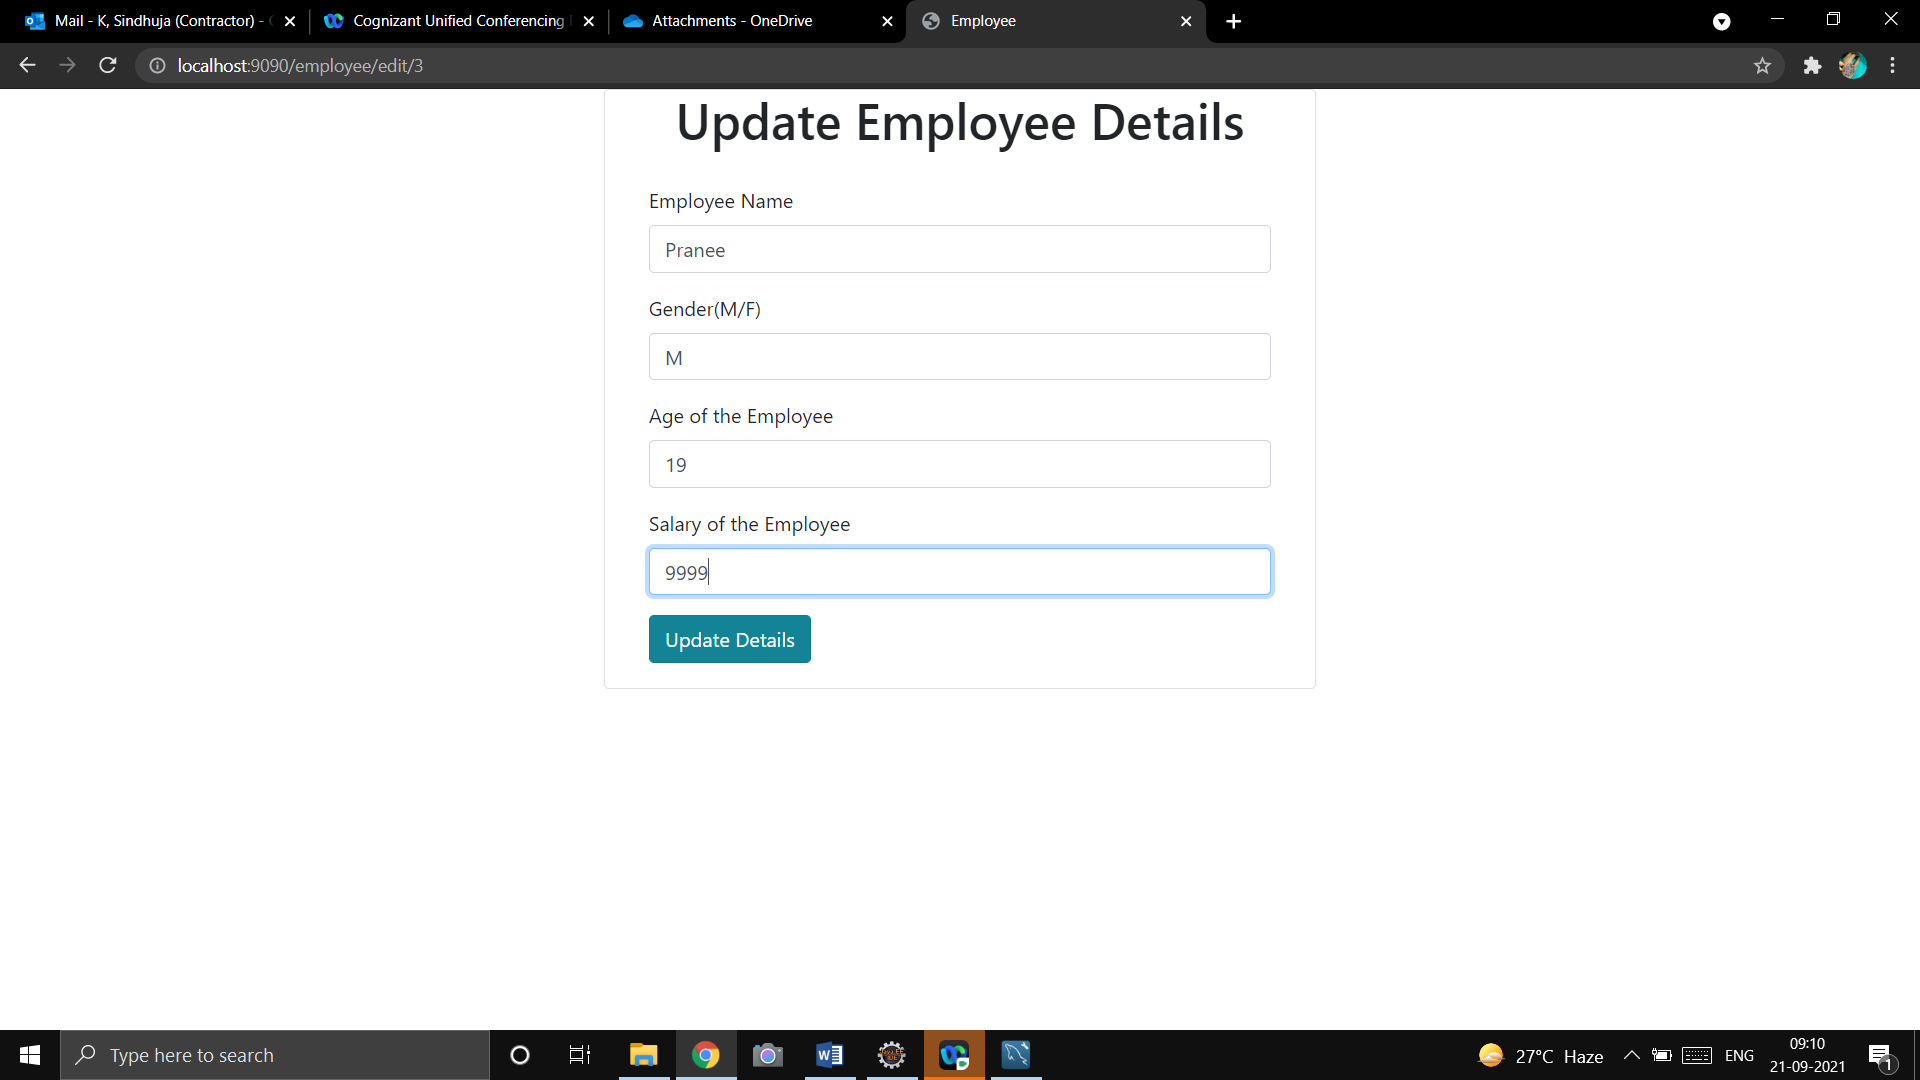 Mail - K, Sindhuja (Contractor) -
Cognizant Unified Conferencing
Attachments - OneDrive
Employee
localhost:9090/employee/edit/3
Update Employee Details
Employee Name
Pranee
Gender(M/F)
M
Age of the Employee
19
Salary of the Employee
9999
Update Details
Type here to search
27°C Haze
ENG
09:10
21-09-2021
1